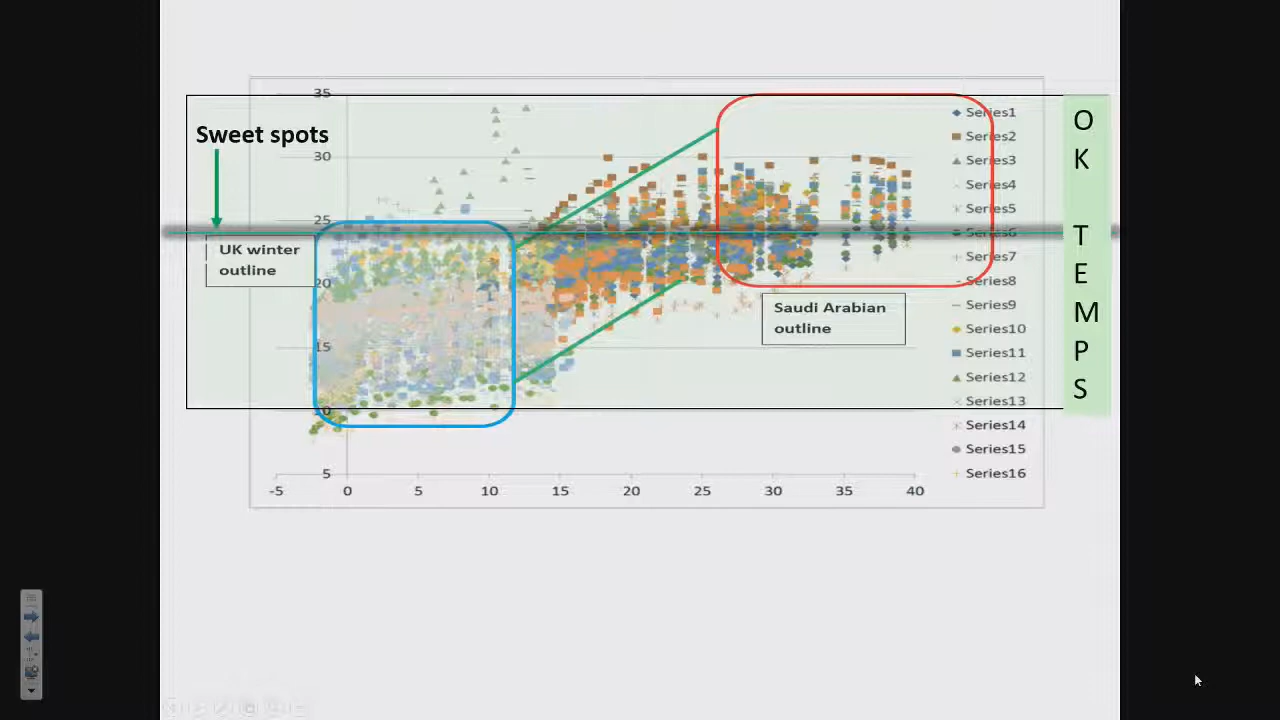 Sweet spots
UK winter
outline
Saudi Arabian
outline
35
30
25
20
15
10
5
-5 0 5 10 15 20 25 30 35 40
Series1
Series2
Series3
Series4
Series5
Series6
Series7
Series8
Series9
Series10
Series11
Series12
Series13
Series14
Series15
Series16
O
K
T
E
M
P
S